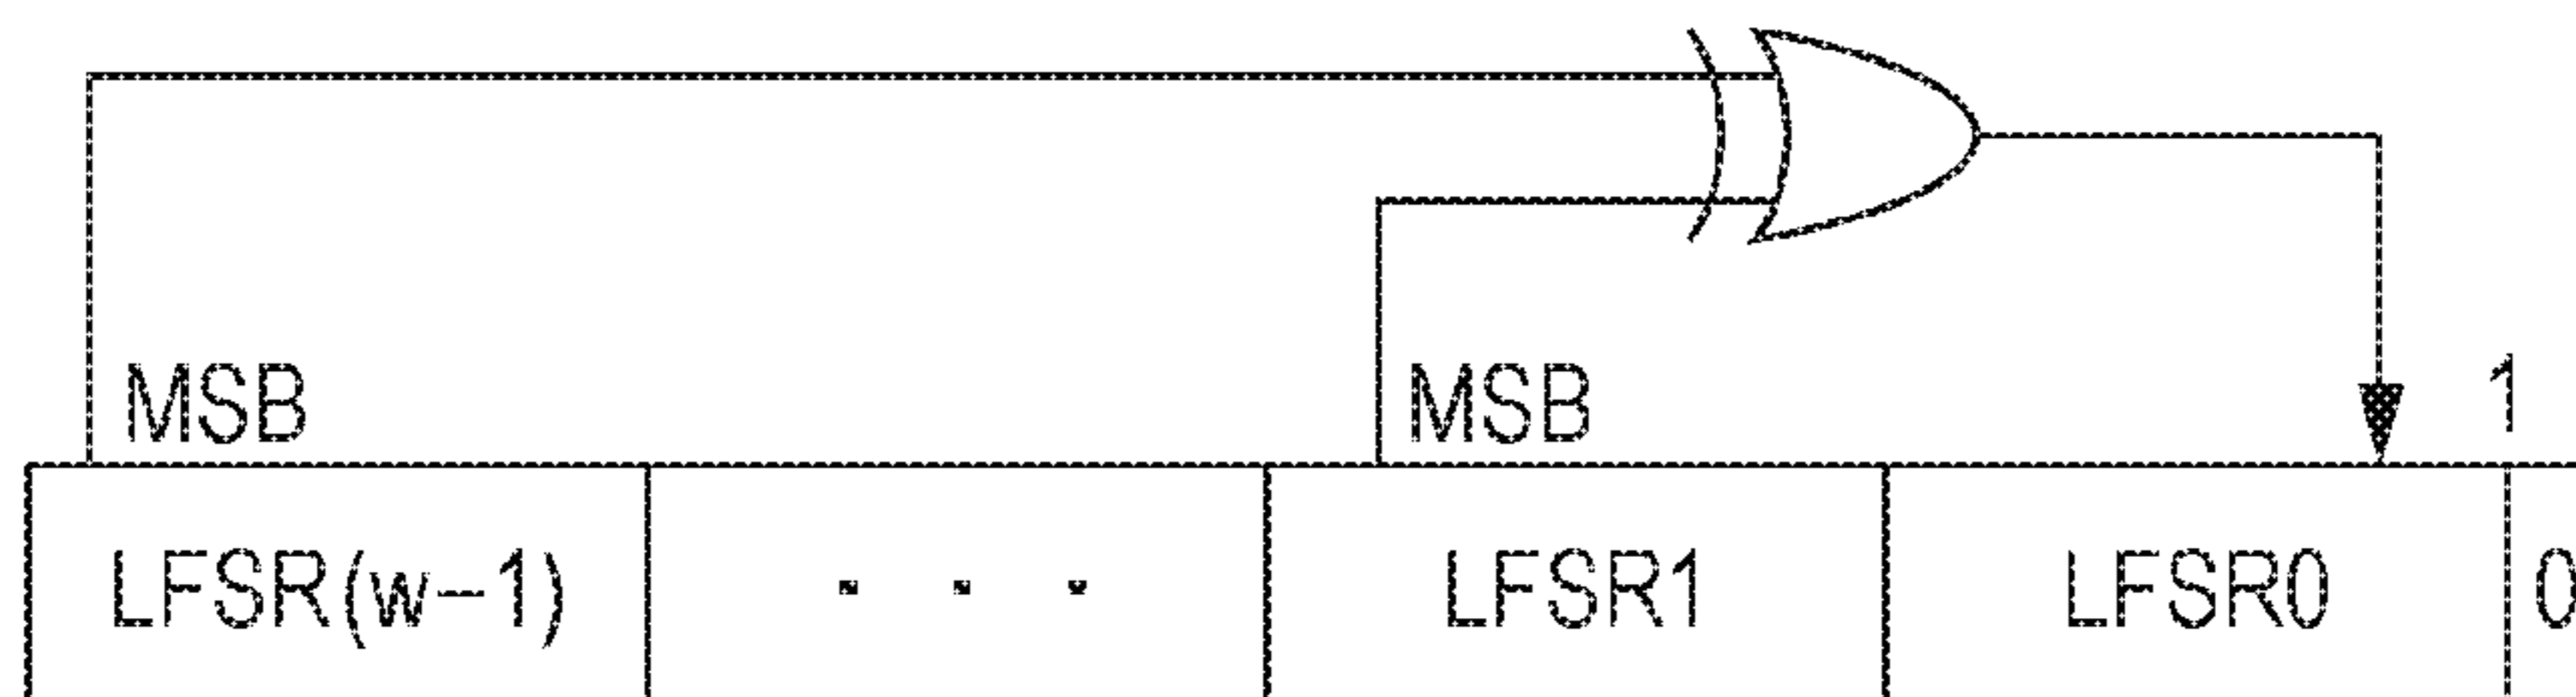 MSB MSB 1
LFSR(w-1) . . . LFSR1 LFSR0 0